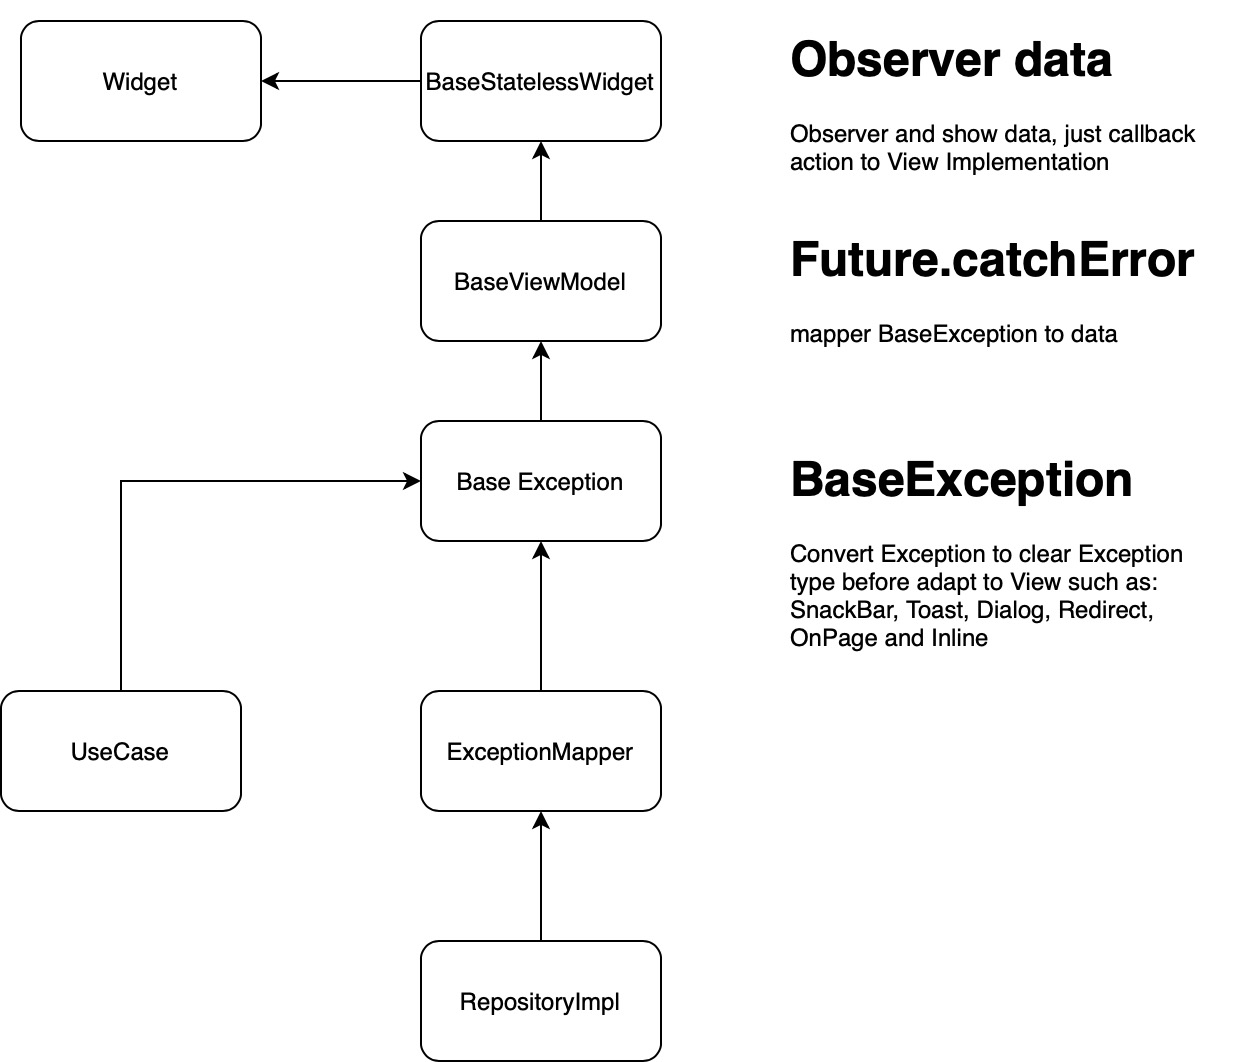 Widget
BaseStatelessWidget
Observer data
Observer and show data, just callback
action to View Implementation
BaseViewModel
Future.catchError
mapper BaseException to data
Base Exception
BaseException
Convert Exception to clear Exception
type before adapt to View such as:
SnackBar, Toast, Dialog, Redirect,
OnPage and Inline
UseCase
ExceptionMapper
RepositoryImpl